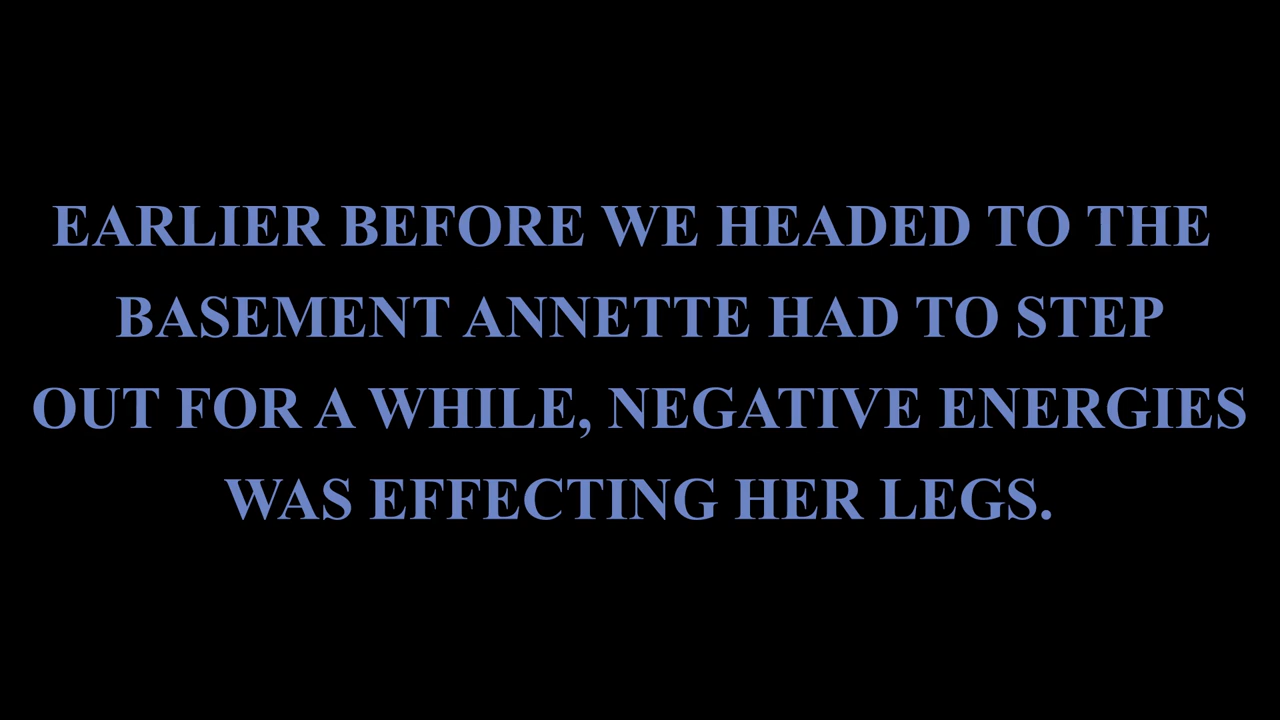 EARLIER BEFORE WE HEADED TO THE
BASEMENT ANNETTE HAD TO STEP
OUT FOR A WHILE, NEGATIVE ENERGIES
WAS EFFECTING HER LEGS.